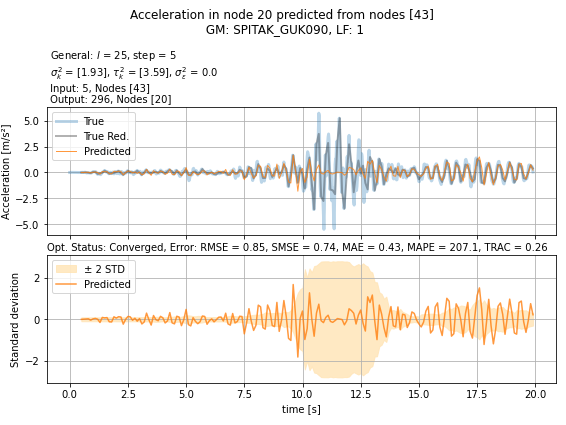 Acceleration in node 20 predicted from nodes [43]
GM: SPITAK_GUK090, LF: 1
General: l = 25, step = 5
σ²ₖ = [1.93], τ²ₖ = [3.59], σ²ₑ = 0.0
Input: 5, Nodes [43]
Output: 296, Nodes [20]
Acceleration [m/s²]
5.0
2.5
0.0
−2.5
−5.0
True
True Red.
Predicted
Opt. Status: Converged, Error: RMSE = 0.85, SMSE = 0.74, MAE = 0.43, MAPE = 207.1, TRAC = 0.26
Standard deviation
2
0
−2
± 2 STD
Predicted
0.0 2.5 5.0 7.5 10.0 12.5 15.0 17.5 20.0
time [s]